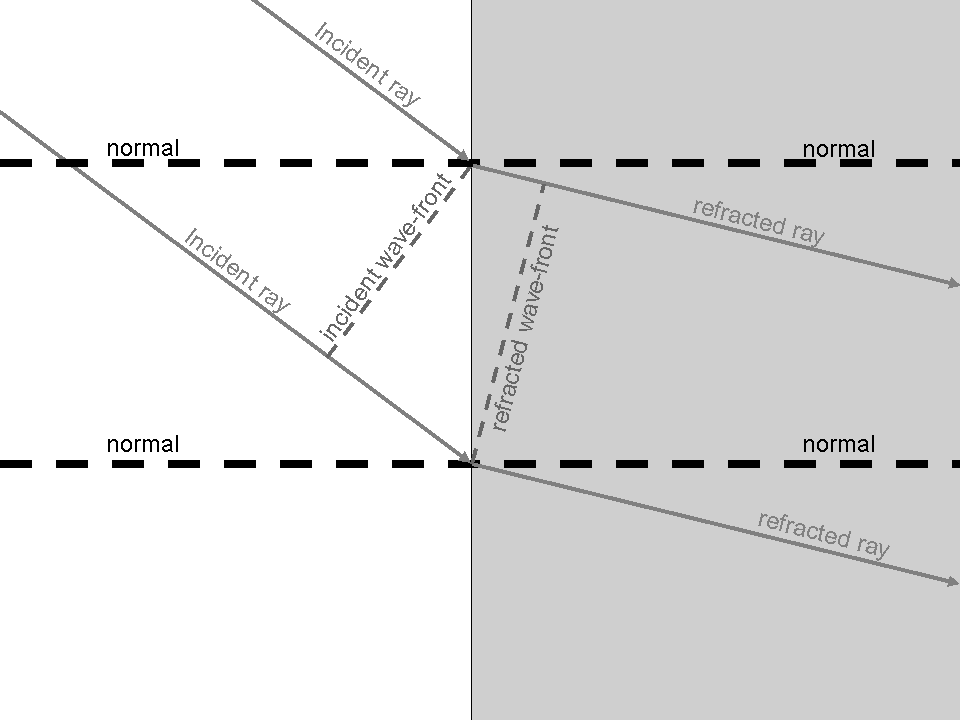 Incident ray
normal
normal
incident wave-front
refracted ray
Incident ray
refracted wave-front
normal
normal
refracted ray